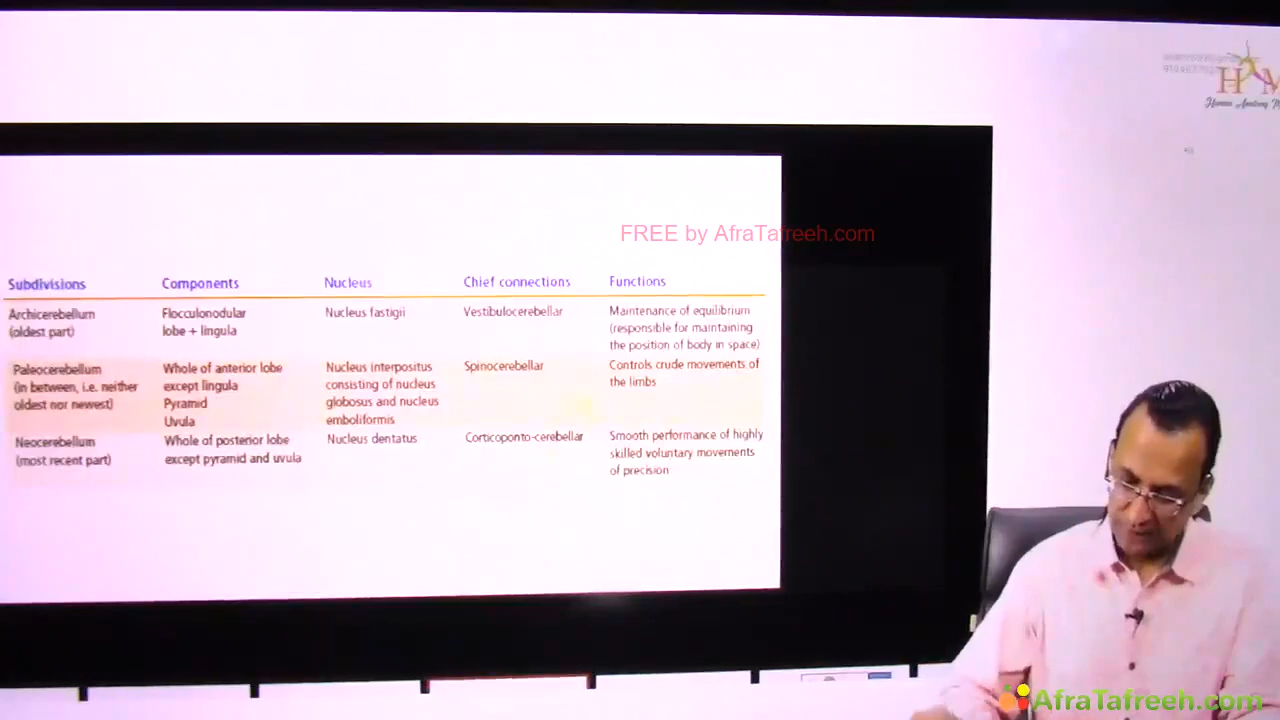 FREE by AfraTafreeh.com
Subdivisions Components Nucleus Chief connections Functions
Archicerebellum Flocculonodular Nucleus fastigii Vestibulocerebellar Maintenance of equilibrium
(oldest part) lobe + lingula (responsible for maintaining
the position of body in space)
Paleocerebellum Whole of anterior lobe Nucleus interpositus Spinocerebellar Controls crude movements of
(in between, i.e. neither except lingula consisting of nucleus the limbs
oldest nor newest) Pyramid globosus and nucleus
Uvula emboliformis
Neocerebellum Whole of posterior lobe Nucleus dentatus Corticoponto-cerebellar Smooth performance of highly
(most recent part) except pyramid and uvula skilled voluntary movements
of precision
AfraTafreeh.com